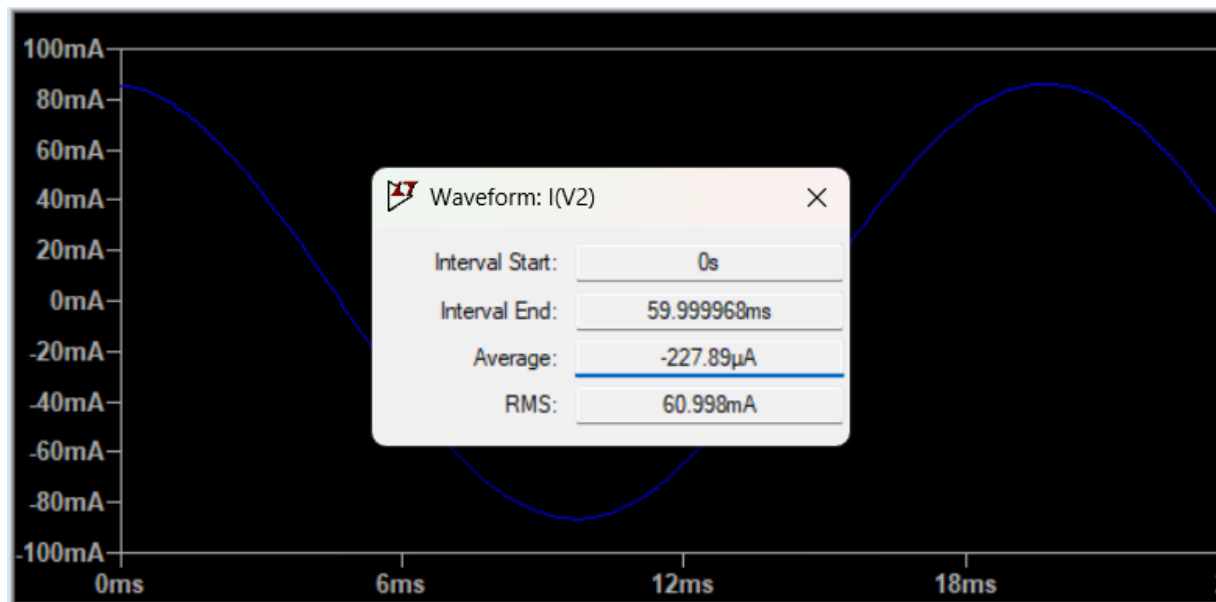 100mA
80mA
60mA
40mA
20mA
0mA
-20mA
-40mA
-60mA
-80mA
-100mA
Waveform: I(V2)
Interval Start: 0s
Interval End: 59.999968ms
Average: -227.89µA
RMS: 60.998mA
0ms 6ms 12ms 18ms